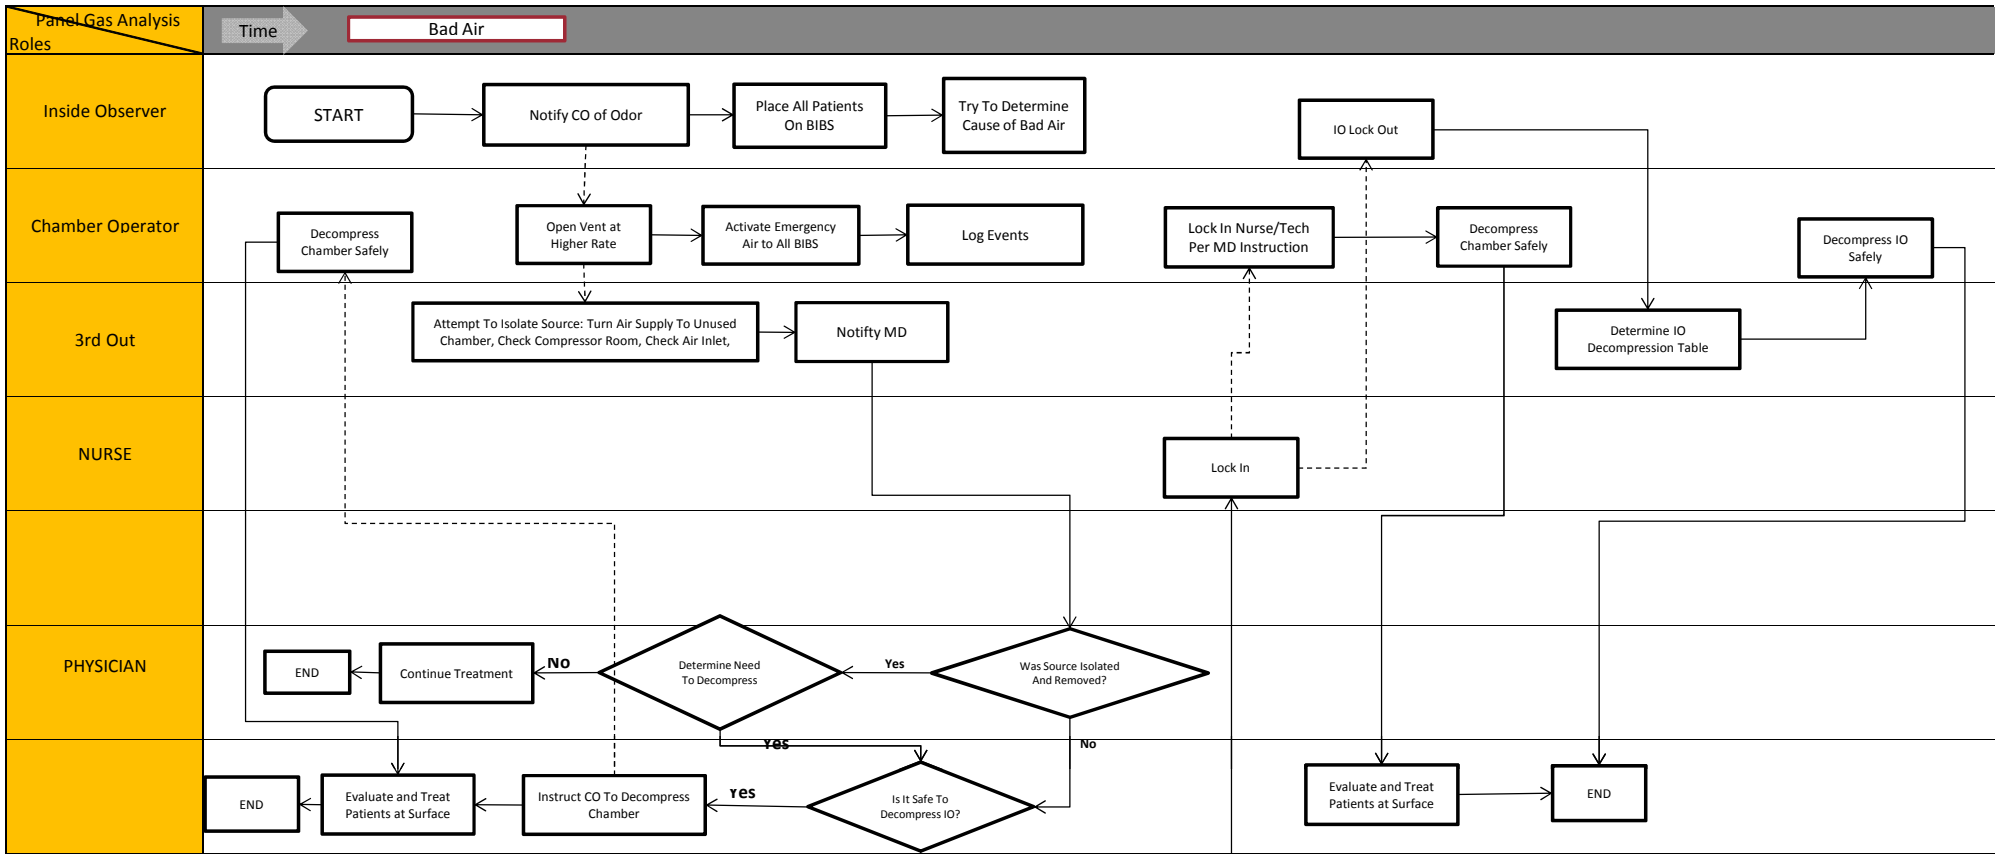 Panel Gas Analysis
Roles
Time
Bad Air
Inside Observer
START
Notify CO of Odor
Place All Patients
On BIBS
Try To Determine
Cause of Bad Air
IO Lock Out
Chamber Operator
Decompress
Chamber Safely
Open Vent at
Higher Rate
Activate Emergency
Air to All BIBS
Log Events
Lock In Nurse/Tech
Per MD Instruction
Decompress
Chamber Safely
Decompress IO
Safely
3rd Out
Attempt To Isolate Source: Turn Air Supply To Unused
Chamber, Check Compressor Room, Check Air Inlet,
Notifty MD
Determine IO
Decompression Table
NURSE
Lock In
PHYSICIAN
END
Continue Treatment
No
Determine Need
To Decompress
Yes
Was Source Isolated
And Removed?
Yes
No
END
Evaluate and Treat
Patients at Surface
Instruct CO To Decompress
Chamber
Yes
Is It Safe To
Decompress IO?
Evaluate and Treat
Patients at Surface
END